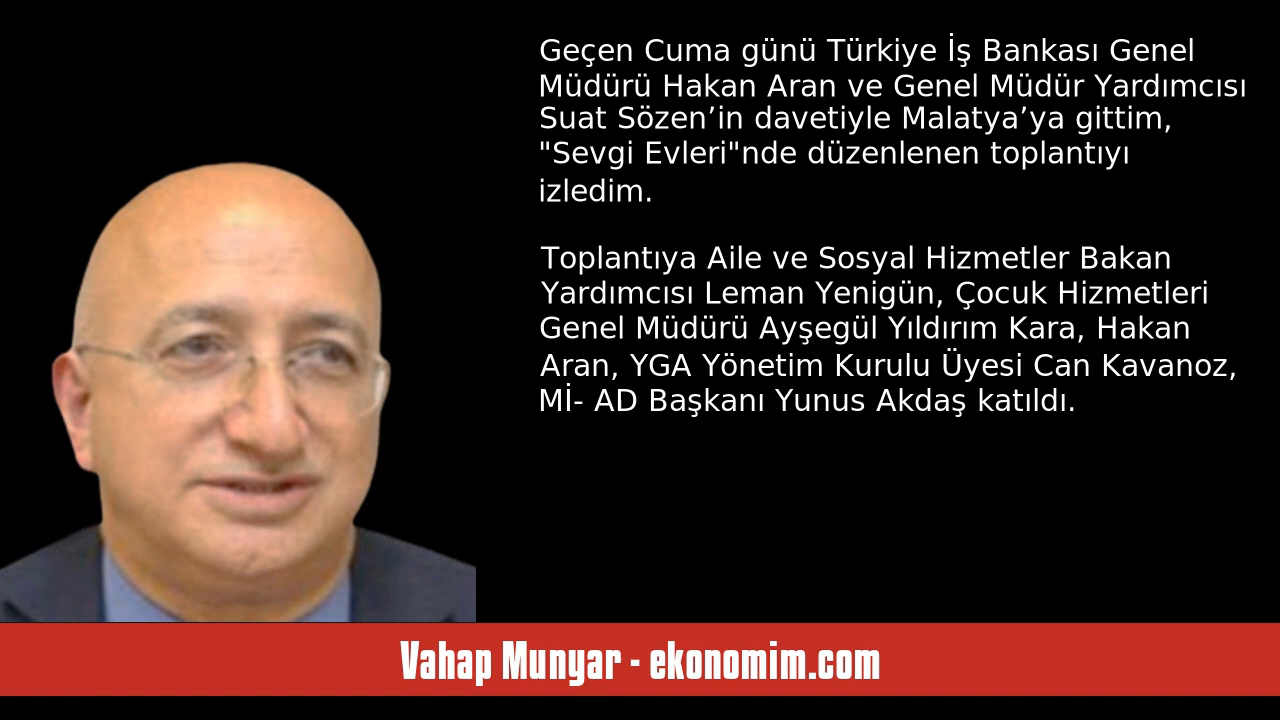 Geçen Cuma günü Türkiye İş Bankası Genel
Müdürü Hakan Aran ve Genel Müdür Yardımcısı
Suat Sözen’in davetiyle Malatya’ya gittim,
"Sevgi Evleri"nde düzenlenen toplantıyı
izledim.
Toplantıya Aile ve Sosyal Hizmetler Bakan
Yardımcısı Leman Yenigün, Çocuk Hizmetleri
Genel Müdürü Ayşegül Yıldırım Kara, Hakan
Aran, YGA Yönetim Kurulu Üyesi Can Kavanoz,
Mİ- AD Başkanı Yunus Akdaş katıldı.
Vahap Munyar - ekonomim.com